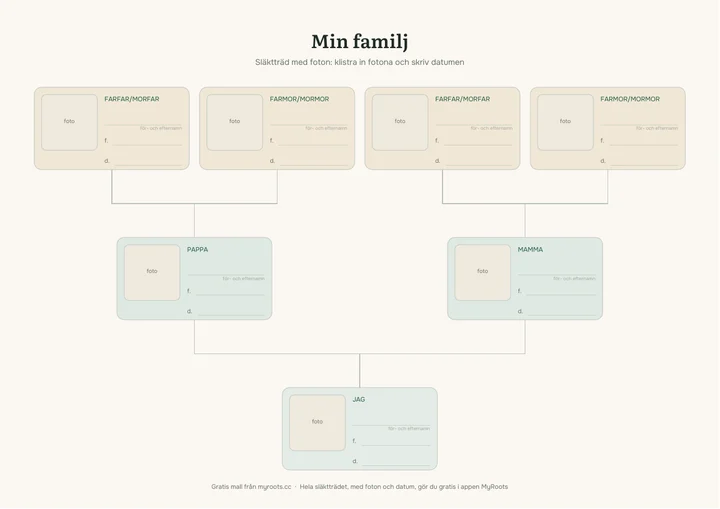 Min familj
Släktträd med foton: klistra in fotona och skriv datumen
FARFAR/MORFAR
foto
för- och efternamn
f.
d.
FARMOR/MORMOR
foto
för- och efternamn
f.
d.
FARFAR/MORFAR
foto
för- och efternamn
f.
d.
FARMOR/MORMOR
foto
för- och efternamn
f.
d.
PAPPA
foto
för- och efternamn
f.
d.
MAMMA
foto
för- och efternamn
f.
d.
JAG
foto
för- och efternamn
f.
d.
Gratis mall från myroots.cc · Hela släktträdet, med foton och datum, gör du gratis i appen MyRoots